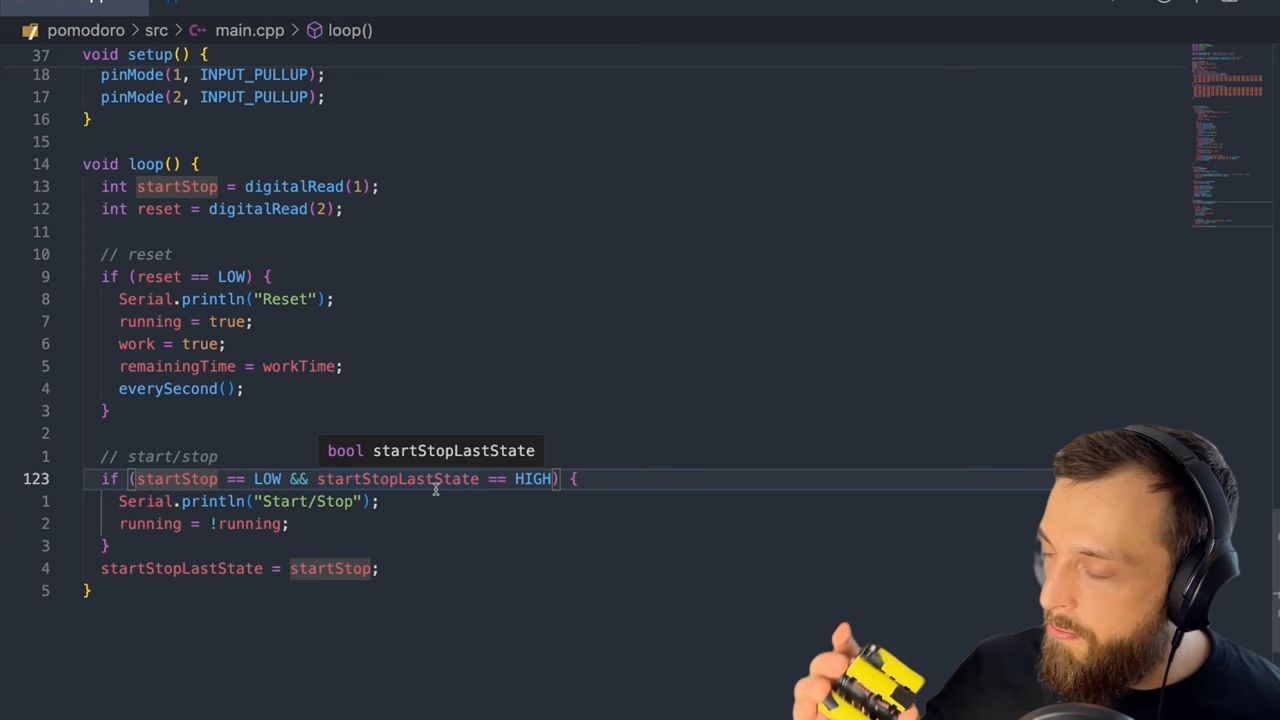 pomodoro > src > main.cpp > loop()
37 void setup() {
18 pinMode(1, INPUT_PULLUP);
17 pinMode(2, INPUT_PULLUP);
16 }
15
14 void loop() {
13 int startStop = digitalRead(1);
12 int reset = digitalRead(2);
11
10 // reset
9 if (reset == LOW) {
8 Serial.println("Reset");
7 running = true;
6 work = true;
5 remainingTime = workTime;
4 everySecond();
3 }
2
bool startStopLastState
1 // start/stop
123 if (startStop == LOW && startStopLastState == HIGH) {
1 Serial.println("Start/Stop");
2 running = !running;
3 }
4 startStopLastState = startStop;
5 }